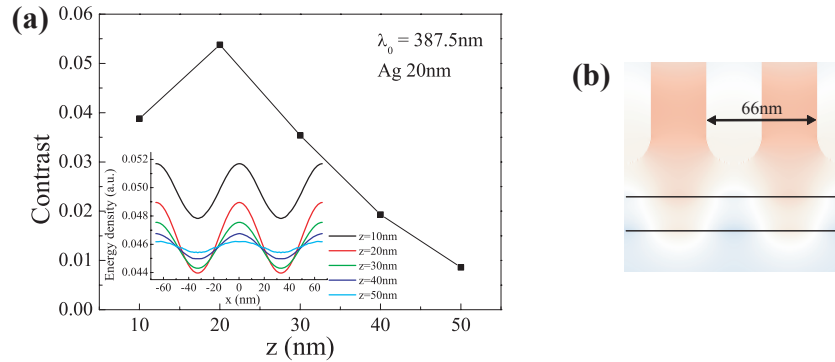 (a)
0.06
0.05
0.04
0.03
0.02
0.01
0.00
Contrast
10 20 30 40 50
z (nm)
λ0 = 387.5nm
Ag 20nm
0.052
0.050
0.048
0.046
0.044
Energy density (a.u.)
-60 -40 -20 0 20 40 60
x (nm)
z=10nm
z=20nm
z=30nm
z=40nm
z=50nm
(b)
66nm